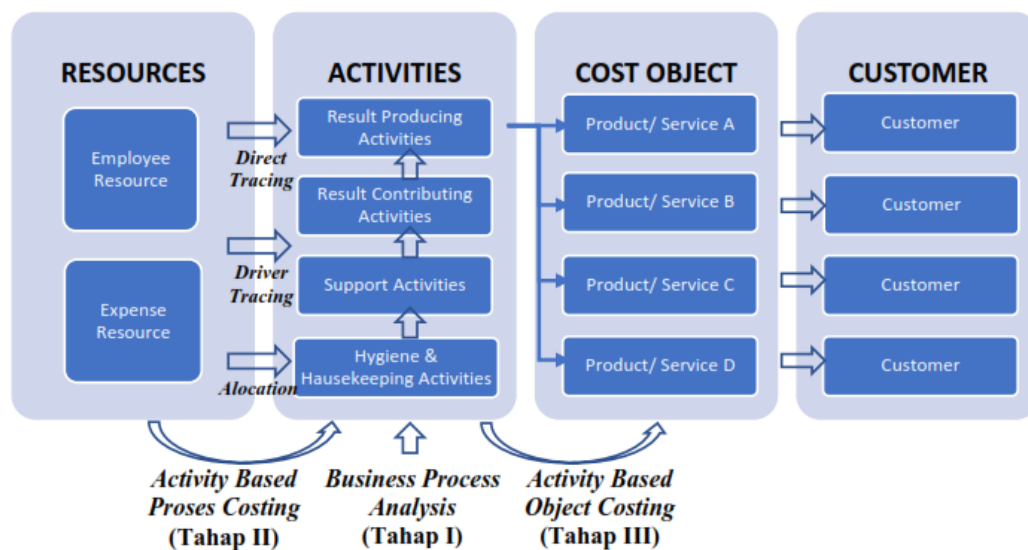 RESOURCES
Employee
Resource
Expense
Resource
Direct
Tracing
Driver
Tracing
Alocation
ACTIVITIES
Result Producing
Activities
Result Contributing
Activities
Support Activities
Hygiene &
Hausekeeping Activities
COST OBJECT
Product/ Service A
Product/ Service B
Product/ Service C
Product/ Service D
CUSTOMER
Customer
Customer
Customer
Customer
Activity Based
Proses Costing
(Tahap II)
Business Process
Analysis
(Tahap I)
Activity Based
Object Costing
(Tahap III)